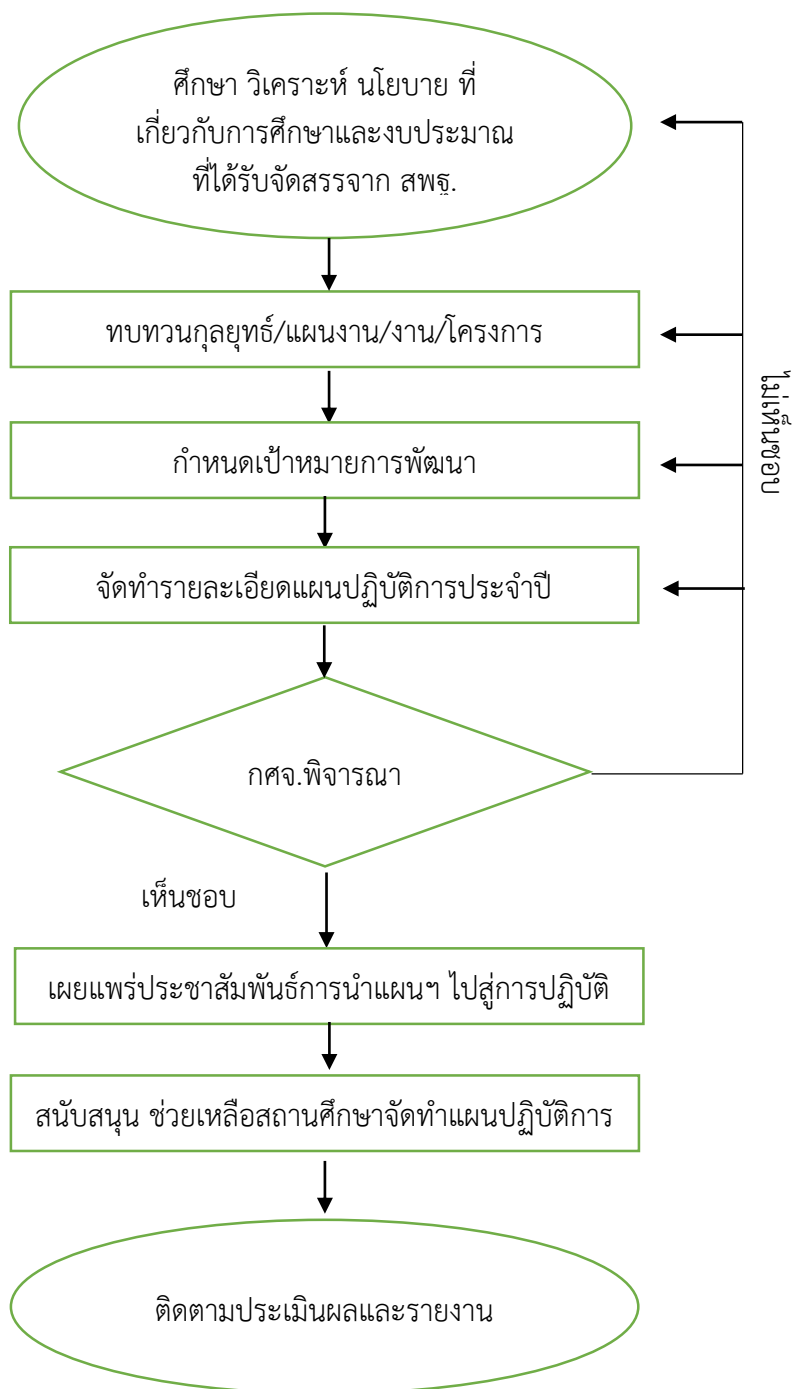 ศึกษา วิเคราะห์ นโยบาย ที่
เกี่ยวกับการศึกษาและงบประมาณ
ที่ได้รับจัดสรรจาก สพฐ.
ทบทวนกุลยุทธ์/แผนงาน/งาน/โครงการ
กำหนดเป้าหมายการพัฒนา
ไม่เห็นชอบ
จัดทำรายละเอียดแผนปฏิบัติการประจำปี
กศจ.พิจารณา
เห็นชอบ
เผยแพร่ประชาสัมพันธ์การนำแผนฯ ไปสู่การปฏิบัติ
สนับสนุน ช่วยเหลือสถานศึกษาจัดทำแผนปฏิบัติการ
ติดตามประเมินผลและรายงาน